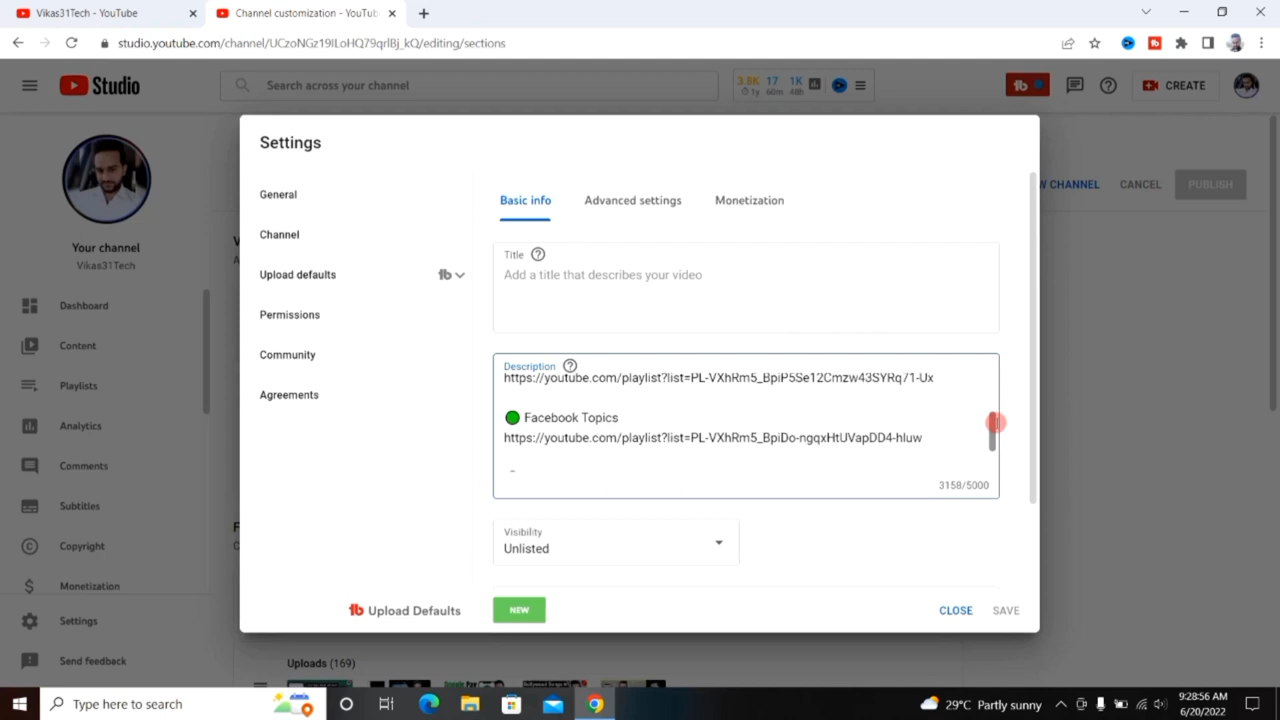 Vikas31Tech - YouTube
Channel customization - YouTub
studio.youtube.com/channel/UCzoNGz19ILoHQ79qrlBj_kQ/editing/sections
Studio
Search across your channel
3.8K 17 1K
1y 60m 48h
CREATE
Settings
W CHANNEL
CANCEL
PUBLISH
Your channel
Vikas31Tech
Dashboard
Content
Playlists
Analytics
Comments
Subtitles
Copyright
Monetization
Settings
Send feedback
General
Channel
Upload defaults
tb
Permissions
Community
Agreements
Basic info
Advanced settings
Monetization
Title
Add a title that describes your video
Description
https://youtube.com/playlist?list=PL-VXhRm5_BpiP5Se12Cmzw43SYRq71-Ux
Facebook Topics
https://youtube.com/playlist?list=PL-VXhRm5_BpiDo-ngqxHtUVapDD4-hluw
3158/5000
Visibility
Unlisted
tb Upload Defaults
NEW
CLOSE
SAVE
Uploads (169)
Type here to search
29°C Partly sunny
9:28:56 AM
6/20/2022